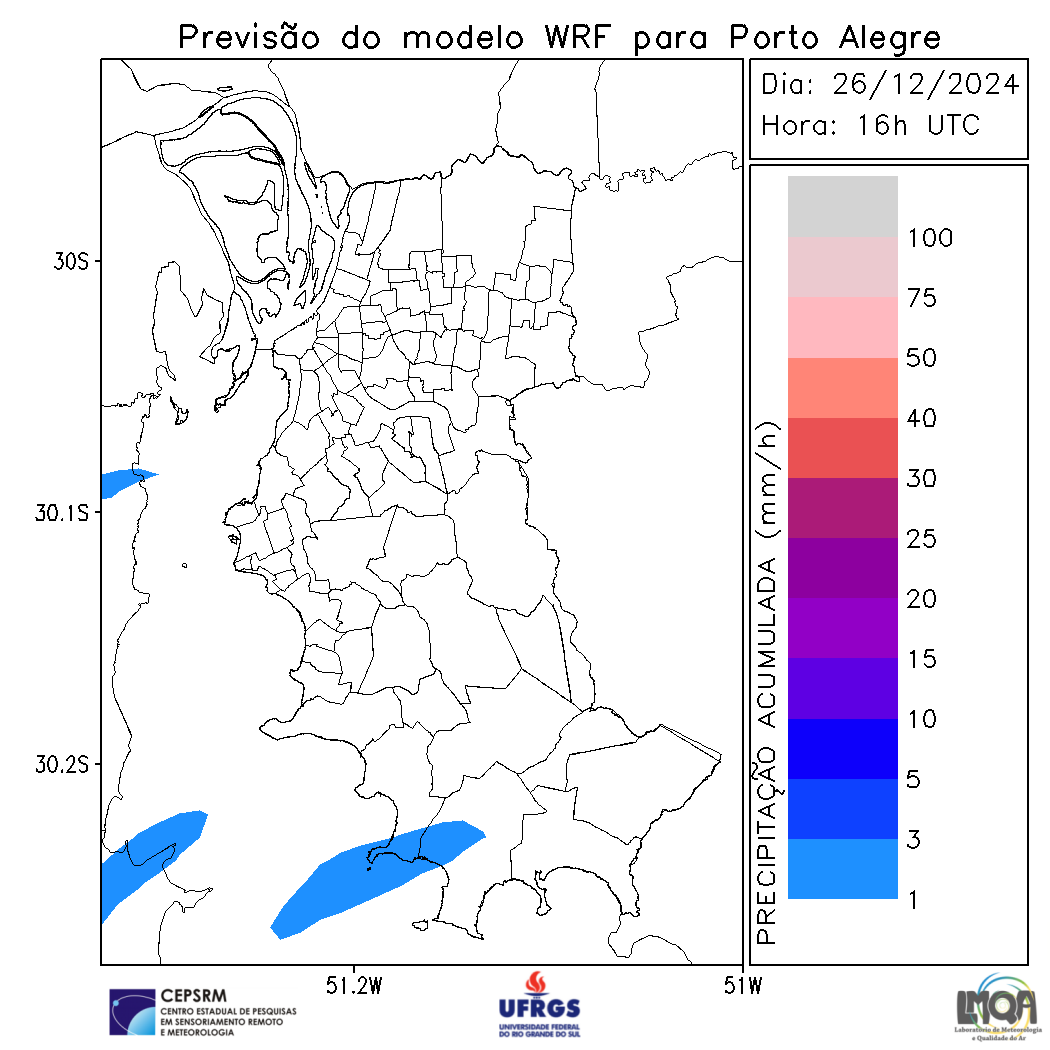 Previsão do modelo WRF para Porto Alegre
Dia: 26/12/2024
Hora: 16h UTC
30S
30.1S
30.2S
51.2W
51W
PRECIPITAÇÃO ACUMULADA (mm/h)
100
75
50
40
30
25
20
15
10
5
3
1
CEPSRM
CENTRO ESTADUAL DE PESQUISAS
EM SENSORIAMENTO REMOTO
E METEOROLOGIA
UFRGS
UNIVERSIDADE FEDERAL
DO RIO GRANDE DO SUL
LMQA
Laboratório de Meteorologia
e Qualidade do Ar